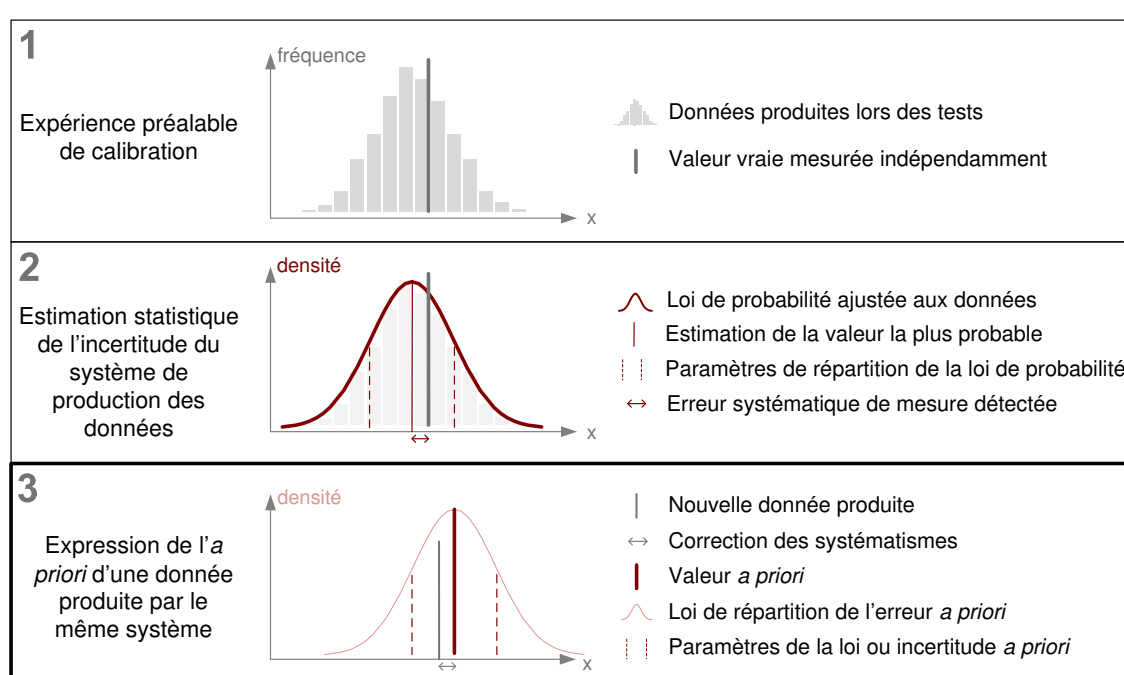 1
fréquence
Expérience préalable
de calibration
x
Données produites lors des tests
Valeur vraie mesurée indépendamment
2
densité
Estimation statistique
de l'incertitude du
système de
production des
données
x
Loi de probabilité ajustée aux données
Estimation de la valeur la plus probable
Paramètres de répartition de la loi de probabilité
Erreur systématique de mesure détectée
3
densité
Expression de l'a
priori d'une donnée
produite par le
même système
x
Nouvelle donnée produite
Correction des systématismes
Valeur a priori
Loi de répartition de l'erreur a priori
Paramètres de la loi ou incertitude a priori